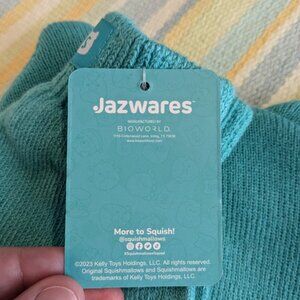 Jazwares
MANUFACTURED BY
BIOWORLD
More to Squish!
@squishmallows
#SquishmallowsSquad
©2023 Kelly Toys Holdings, LLC. All rights reserved.
Original Squishmallows and Squishmallows are
trademarks of Kelly Toys Holdings, LLC.